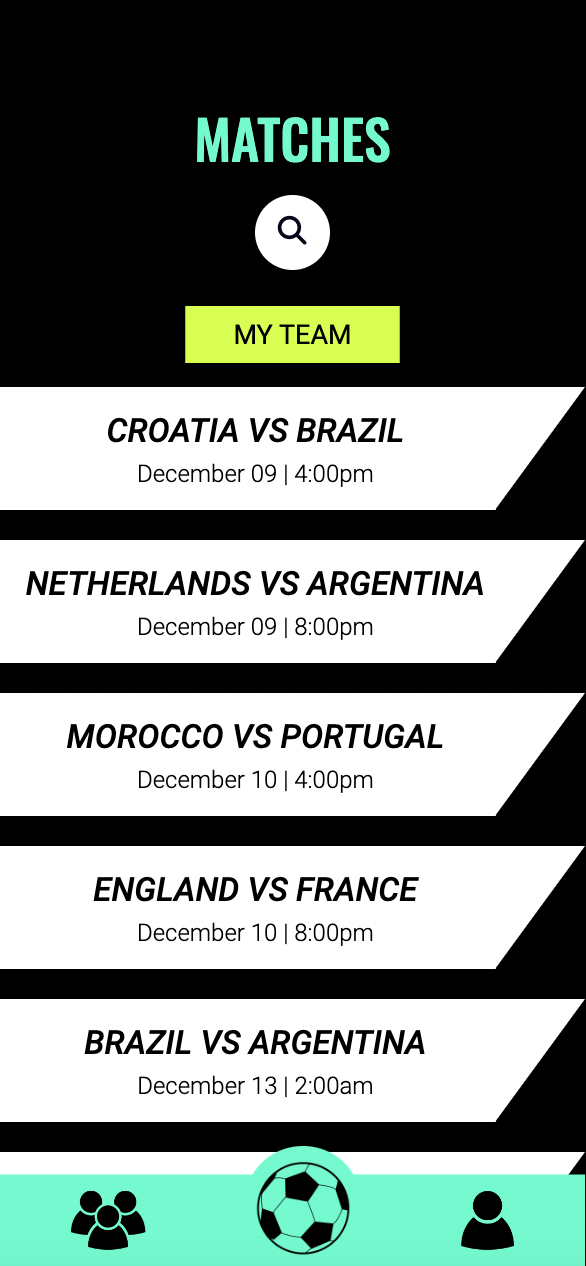 MATCHES
MY TEAM
CROATIA VS BRAZIL
December 09 | 4:00pm
NETHERLANDS VS ARGENTINA
December 09 | 8:00pm
MOROCCO VS PORTUGAL
December 10 | 4:00pm
ENGLAND VS FRANCE
December 10 | 8:00pm
BRAZIL VS ARGENTINA
December 13 | 2:00am